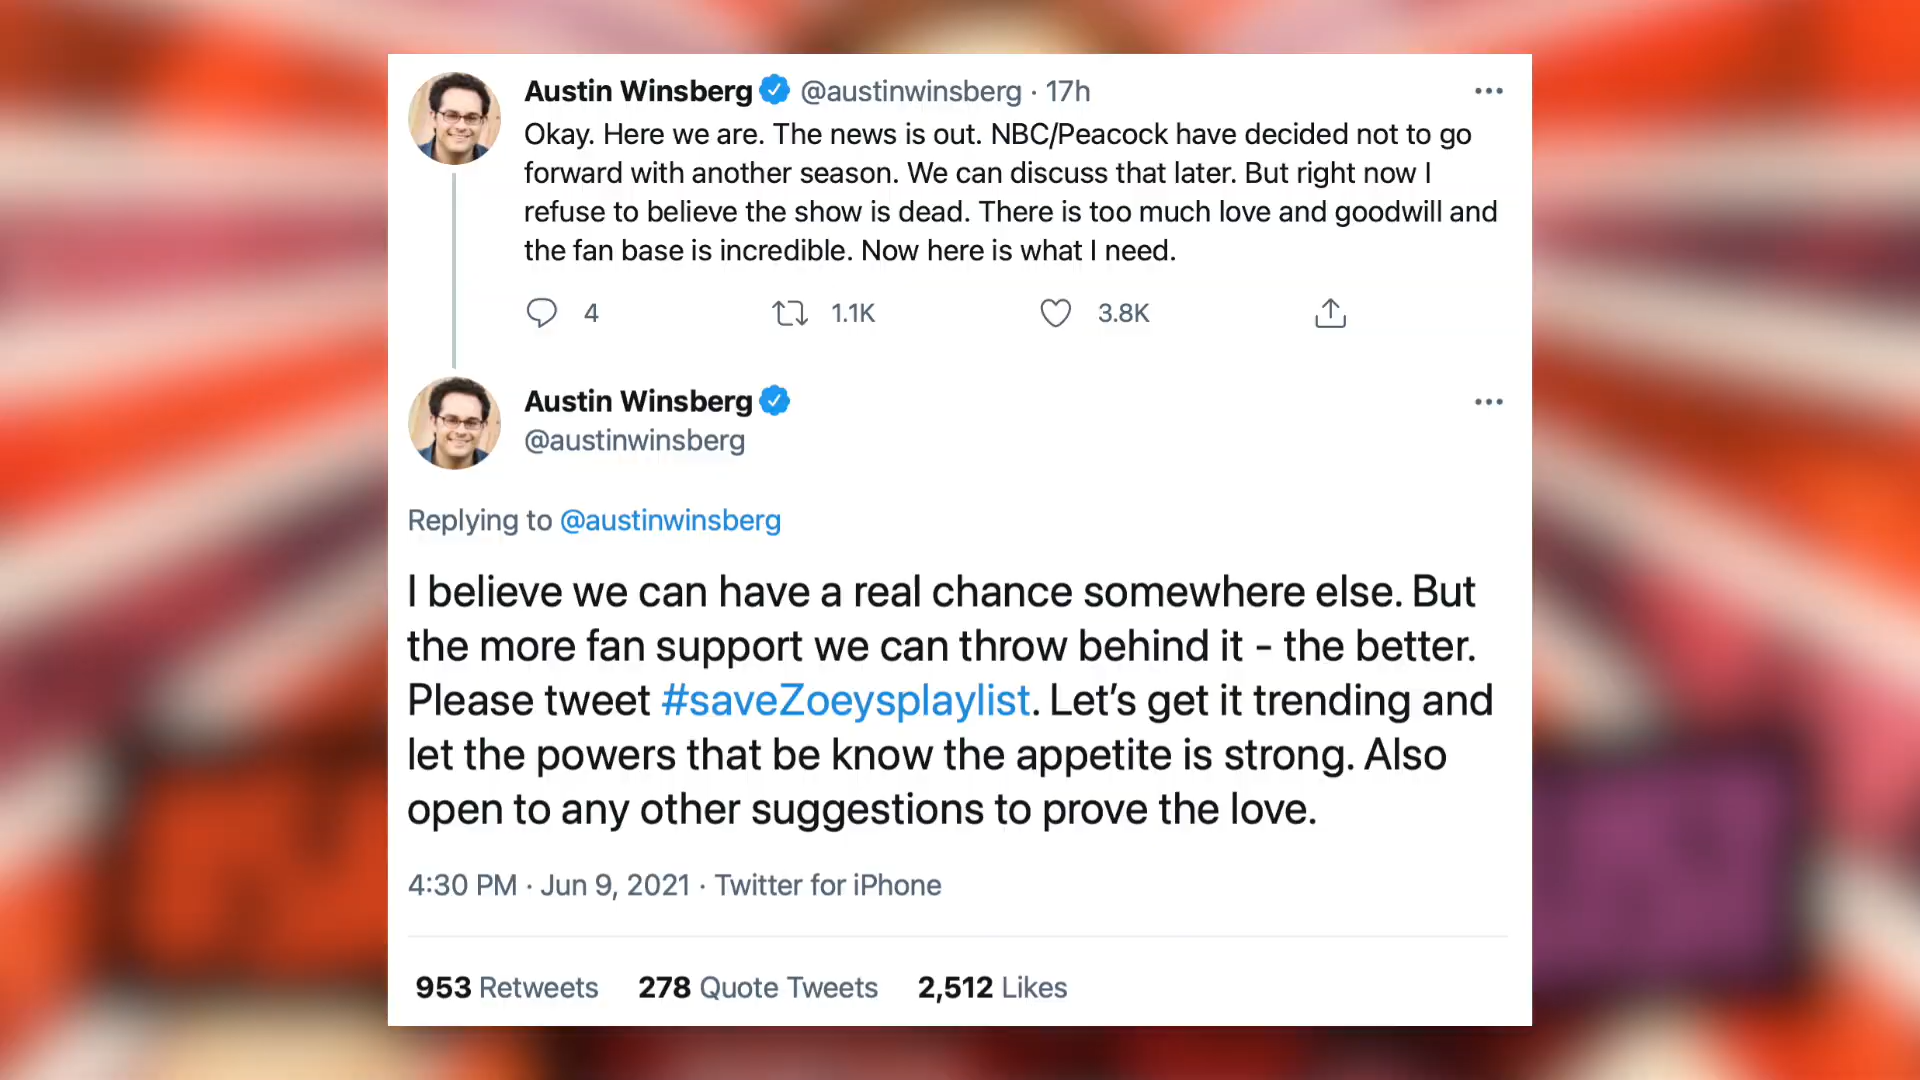 Austin Winsberg @austinwinsberg · 17h
Okay. Here we are. The news is out. NBC/Peacock have decided not to go
forward with another season. We can discuss that later. But right now I
refuse to believe the show is dead. There is too much love and goodwill and
the fan base is incredible. Now here is what I need.
4 1.1K 3.8K
Austin Winsberg
@austinwinsberg
Replying to @austinwinsberg
I believe we can have a real chance somewhere else. But
the more fan support we can throw behind it - the better.
Please tweet #saveZoeysplaylist. Let’s get it trending and
let the powers that be know the appetite is strong. Also
open to any other suggestions to prove the love.
4:30 PM · Jun 9, 2021 · Twitter for iPhone
953 Retweets 278 Quote Tweets 2,512 Likes